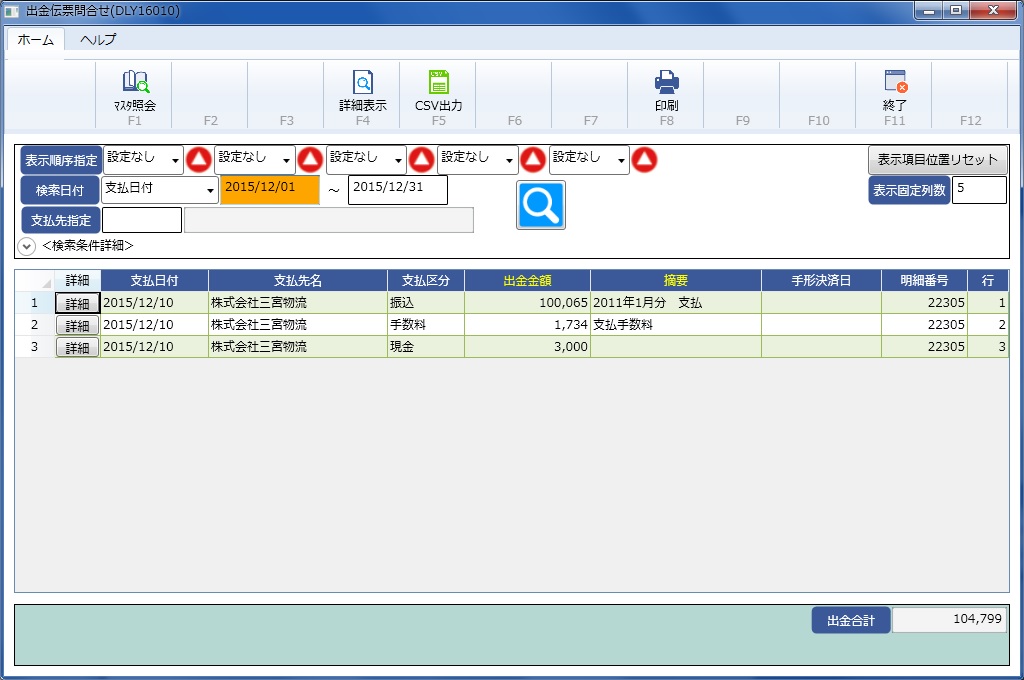 出金伝票問合せ(DLY16010)
ホーム ヘルプ
ﾏｽﾀ照会 詳細表示 CSV出力 印刷 終了
F1 F2 F3 F4 F5 F6 F7 F8 F9 F10 F11 F12
表示順序指定 設定なし 設定なし 設定なし 設定なし 設定なし 表示項目位置リセット
検索日付 支払日付 2015/12/01 ～ 2015/12/31 表示固定列数 5
支払先指定
<検索条件詳細>
詳細 支払日付 支払先名 支払区分 出金金額 摘要 手形決済日 明細番号 行
1 詳細 2015/12/10 株式会社三宮物流 振込 100,065 2011年1月分　支払 22305 1
2 詳細 2015/12/10 株式会社三宮物流 手数料 1,734 支払手数料 22305 2
3 詳細 2015/12/10 株式会社三宮物流 現金 3,000 22305 3
出金合計 104,799